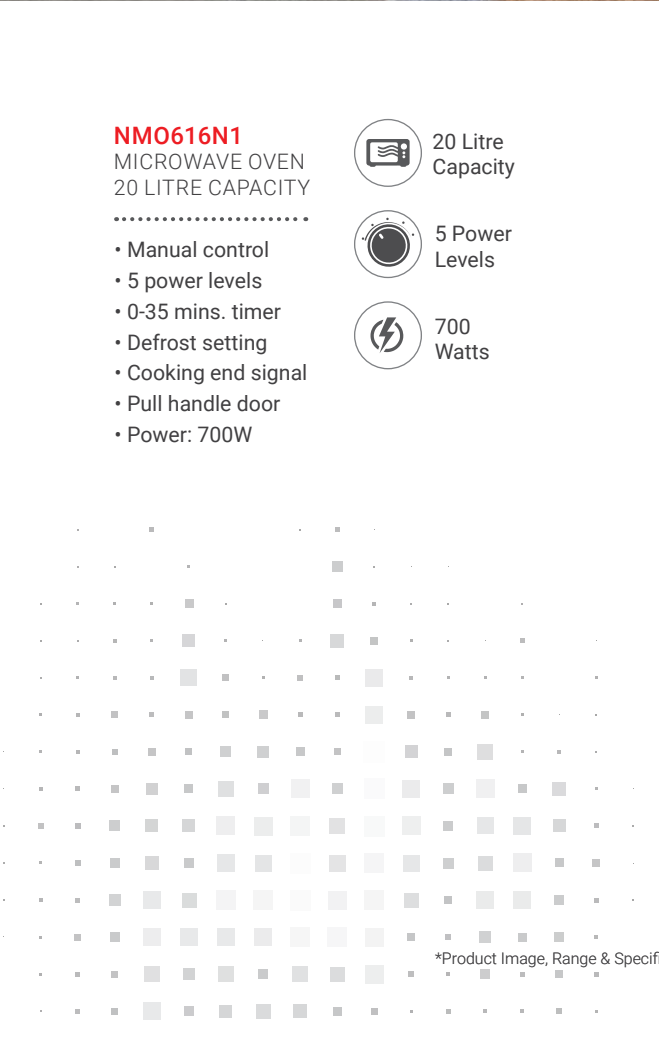 NMO616N1
MICROWAVE OVEN
20 LITRE CAPACITY
• Manual control
• 5 power levels
• 0-35 mins. timer
• Defrost setting
• Cooking end signal
• Pull handle door
• Power: 700W
20 Litre
Capacity
5 Power
Levels
700
Watts
*Product Image, Range & Specifi